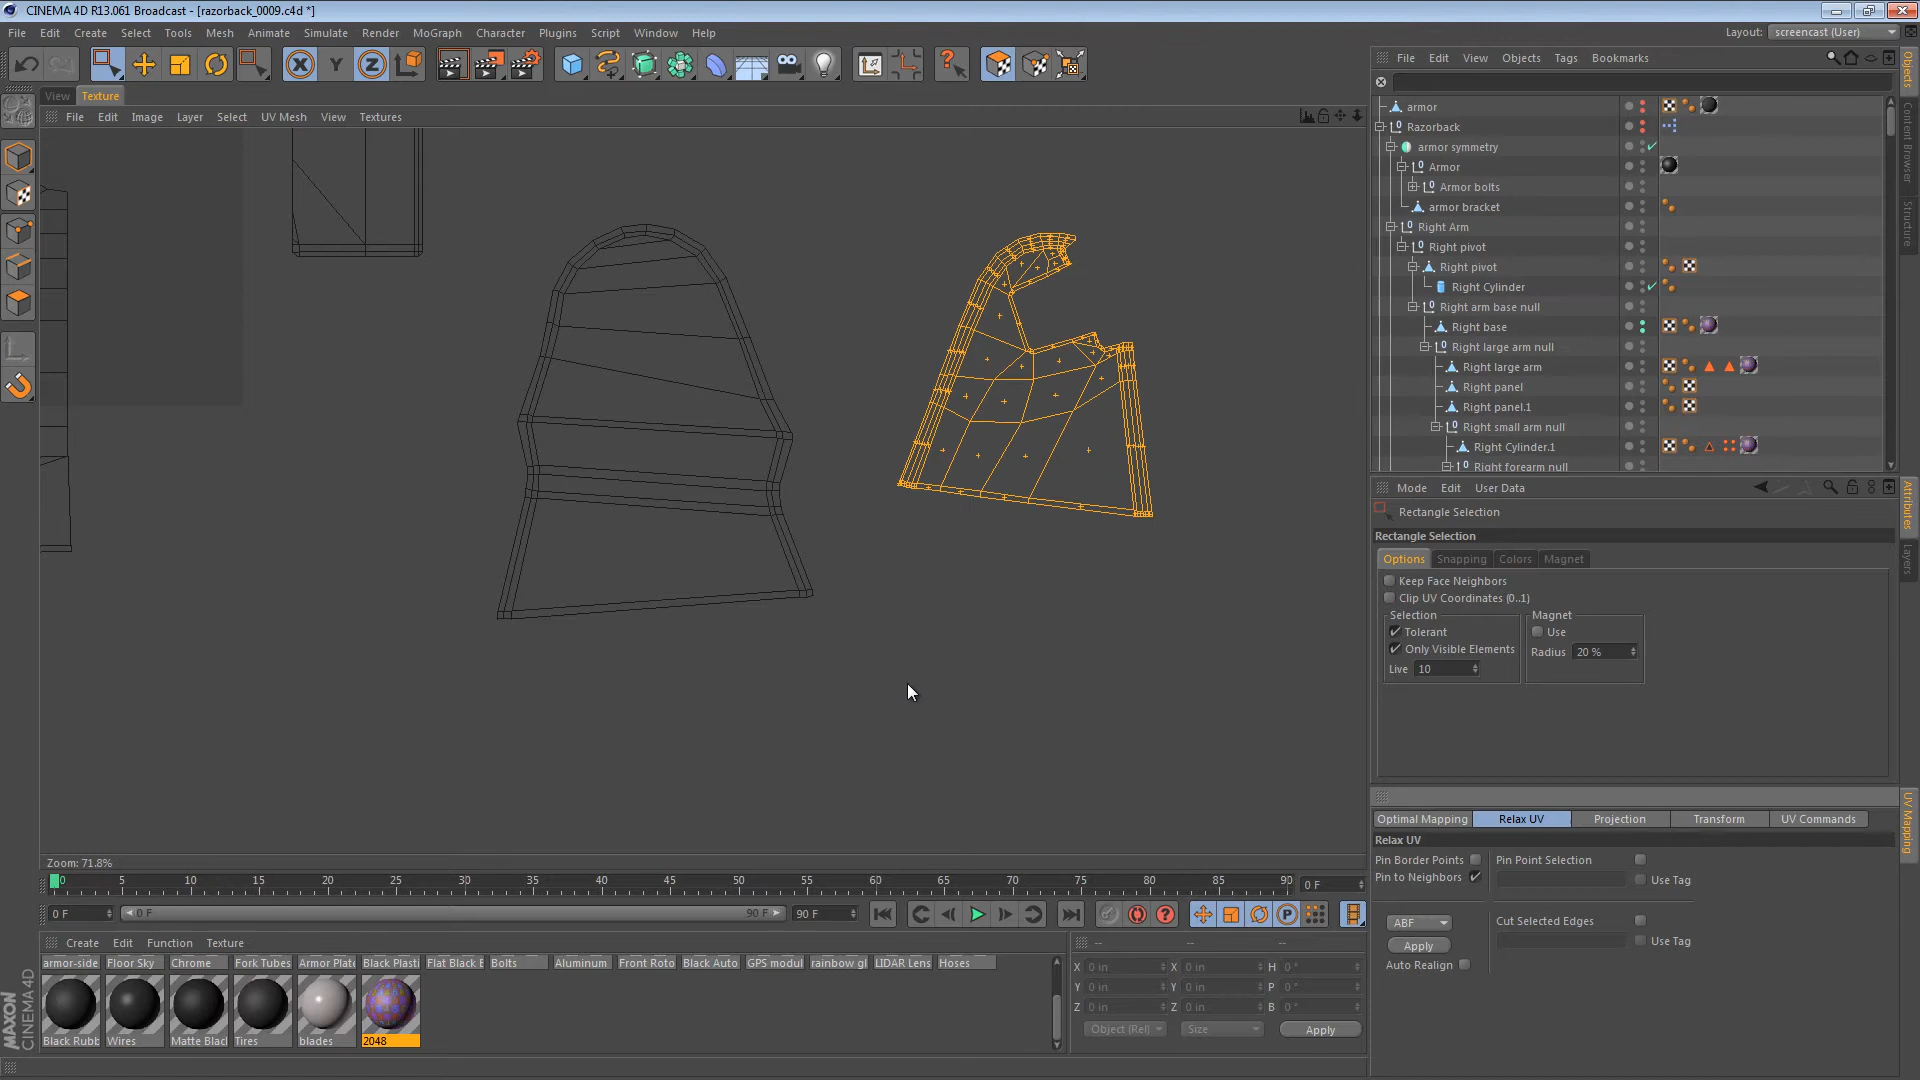 CINEMA 4D R13.061 Broadcast - [razorback_0009.c4d *]
File Edit Create Select Tools Mesh Animate Simulate Render MoGraph Character Plugins Script Window Help
Layout: screencast (User)
View Texture
File Edit Image Layer Select UV Mesh View Textures
File Edit View Objects Tags Bookmarks
armor
Razorback
armor symmetry
Armor
Armor bolts
armor bracket
Right Arm
Right pivot
Right pivot
Right Cylinder
Right arm base null
Right base
Right large arm null
Right large arm
Right panel
Right panel.1
Right small arm null
Right Cylinder.1
Right forearm null
Objects
Content Browser
Structure
Mode Edit User Data
Rectangle Selection
Rectangle Selection
Options Snapping Colors Magnet
Keep Face Neighbors
Clip UV Coordinates (0..1)
Selection Magnet
Tolerant Use
Only Visible Elements Radius 20 %
Live 10
Attributes
Layers
Optimal Mapping Relax UV Projection Transform UV Commands
Relax UV
Pin Border Points Pin Point Selection
Pin to Neighbors Use Tag
ABF Cut Selected Edges
Apply Use Tag
Auto Realign
UV Mapping
Zoom: 71.8%
0 5 10 15 20 25 30 35 40 45 50 55 60 65 70 75 80 85 90 0 F
0 F 0 F 90 F 90 F
Create Edit Function Texture
armor-side Floor Sky Chrome Fork Tubes Armor Plate Black Plasti Flat Black E Bolts Aluminum Front Roto Black Auto GPS modul rainbow gl LIDAR Lens Hoses
Black Rubb Wires Matte Blac Tires blades 2048
-- -- --
X 0 in X 0 in H 0 °
Y 0 in Y 0 in P 0 °
Z 0 in Z 0 in B 0 °
Object (Rel) Size Apply
MAXON
CINEMA 4D